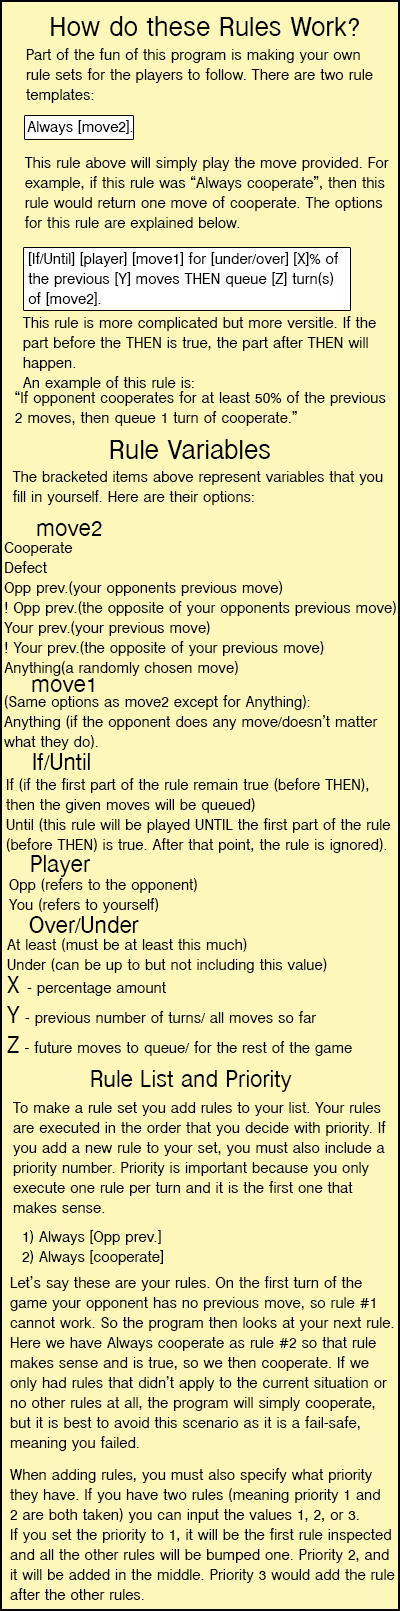 How do these Rules Work?
Part of the fun of this program is making your own
rule sets for the players to follow. There are two rule
templates:
Always [move2].
This rule above will simply play the move provided. For
example, if this rule was “Always cooperate”, then this
rule would return one move of cooperate. The options
for this rule are explained below.
[If/Until] [player] [move1] for [under/over] [X]% of
the previous [Y] moves THEN queue [Z] turn(s)
of [move2].
This rule is more complicated but more versitle. If the
part before the THEN is true, the part after THEN will
happen.
An example of this rule is:
“If opponent cooperates for at least 50% of the previous
2 moves, then queue 1 turn of cooperate.”
Rule Variables
The bracketed items above represent variables that you
fill in yourself. Here are their options:
move2
Cooperate
Defect
Opp prev.(your opponents previous move)
! Opp prev.(the opposite of your opponents previous move)
Your prev.(your previous move)
! Your prev.(the opposite of your previous move)
Anything(a randomly chosen move)
move1
(Same options as move2 except for Anything):
Anything (if the opponent does any move/doesn’t matter
what they do).
If/Until
If (if the first part of the rule remain true (before THEN),
then the given moves will be queued)
Until (this rule will be played UNTIL the first part of the rule
(before THEN) is true. After that point, the rule is ignored).
Player
Opp (refers to the opponent)
You (refers to yourself)
Over/Under
At least (must be at least this much)
Under (can be up to but not including this value)
X - percentage amount
Y - previous number of turns/ all moves so far
Z - future moves to queue/ for the rest of the game
Rule List and Priority
To make a rule set you add rules to your list. Your rules
are executed in the order that you decide with priority. If
you add a new rule to your set, you must also include a
priority number. Priority is important because you only
execute one rule per turn and it is the first one that
makes sense.
1) Always [Opp prev.]
2) Always [cooperate]
Let’s say these are your rules. On the first turn of the
game your opponent has no previous move, so rule #1
cannot work. So the program then looks at your next rule.
Here we have Always cooperate as rule #2 so that rule
makes sense and is true, so we then cooperate. If we
only had rules that didn’t apply to the current situation or
no other rules at all, the program will simply cooperate,
but it is best to avoid this scenario as it is a fail-safe,
meaning you failed.
When adding rules, you must also specify what priority
they have. If you have two rules (meaning priority 1 and
2 are both taken) you can input the values 1, 2, or 3.
If you set the priority to 1, it will be the first rule inspected
and all the other rules will be bumped one. Priority 2, and
it will be added in the middle. Priority 3 would add the rule
after the other rules.